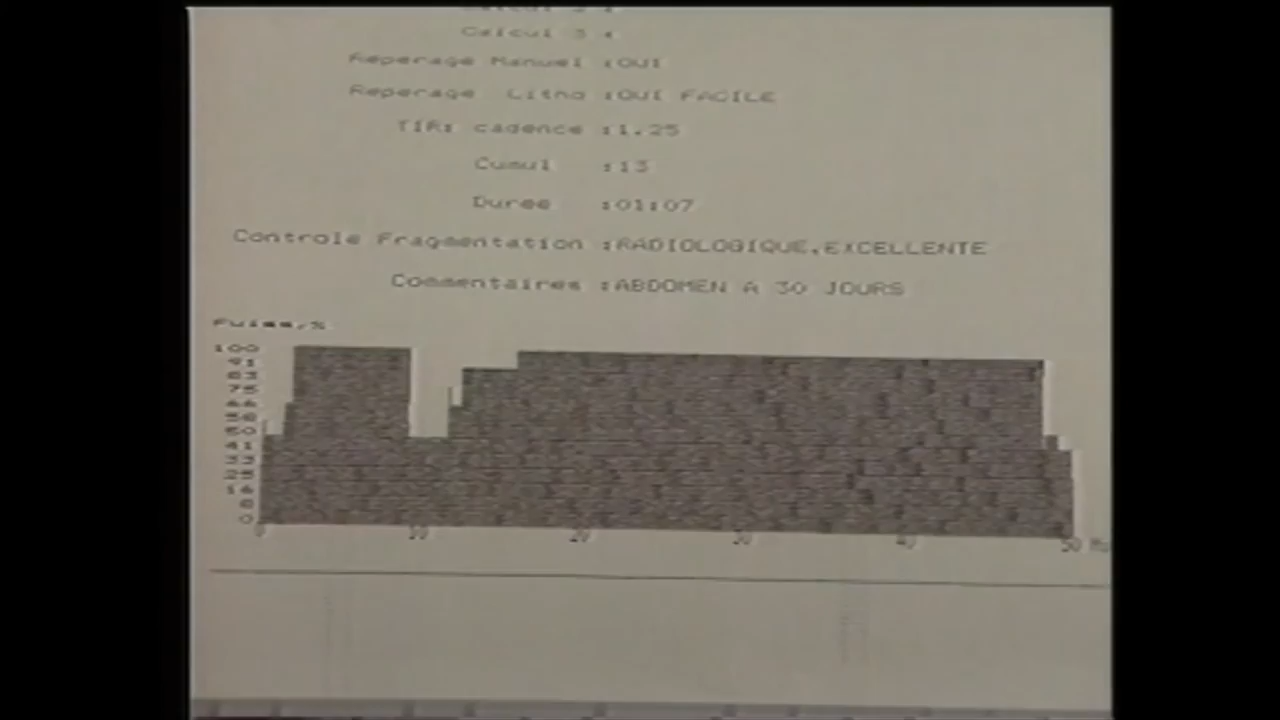 Calcul 3 :
Reperage Manuel :OUI
Reperage Litho :OUI FACILE
TIR: cadence :1.25
Cumul :13
Duree :01:07
Controle Fragmentation :RADIOLOGIQUE,EXCELLENTE
Commentaires :ABDOMEN A 30 JOURS
Puiss/%
100
91
83
75
66
58
50
41
33
25
16
8
0
0 10 20 30 40 50